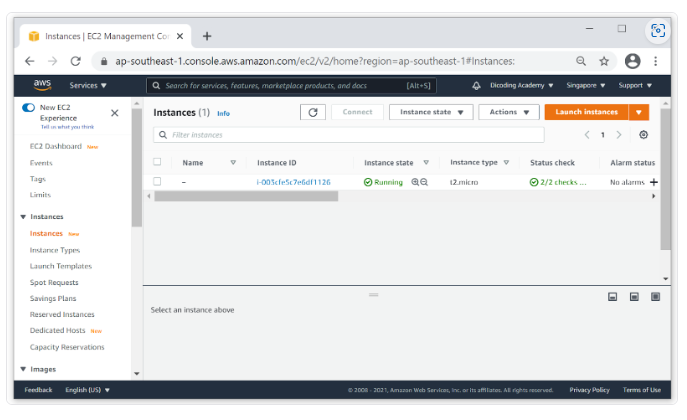 Instances | EC2 Management Con
ap-southeast-1.console.aws.amazon.com/ec2/v2/home?region=ap-southeast-1#Instances:
aws Services ▼ Search for services, features, marketplace products, and docs [Alt+S] Dicoding Academy ▼ Singapore ▼ Support ▼
New EC2
Experience
Tell us what you think
EC2 Dashboard New
Events
Tags
Limits
Instances
Instances New
Instance Types
Launch Templates
Spot Requests
Savings Plans
Reserved Instances
Dedicated Hosts New
Capacity Reservations
Images
Instances (1) Info Connect Instance state ▼ Actions ▼ Launch instances ▼
Filter instances
1
Name Instance ID Instance state Instance type Status check Alarm status
– i-003cfe5c7e6df1126 Running t2.micro 2/2 checks ... No alarms +
Select an instance above
Feedback English (US) ▼ © 2008 - 2021, Amazon Web Services, Inc. or its affiliates. All rights reserved. Privacy Policy Terms of Use